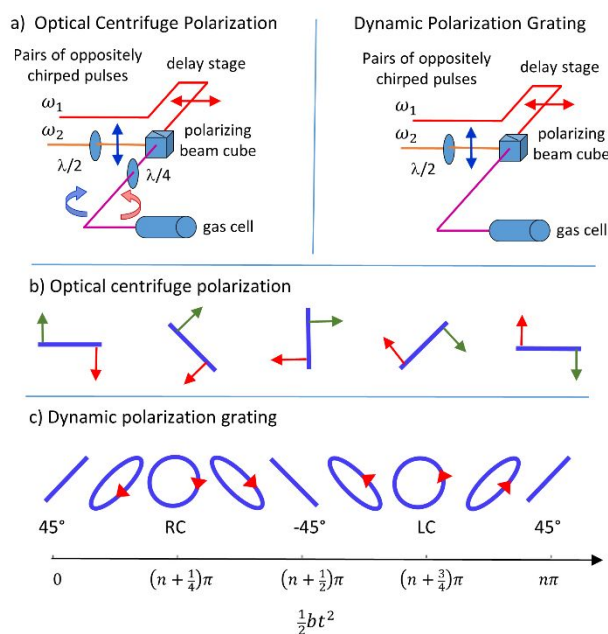 a) Optical Centrifuge Polarization
Pairs of oppositely
chirped pulses
delay stage
ω₁
ω₂
λ/2
polarizing
beam cube
λ/4
gas cell
Dynamic Polarization Grating
Pairs of oppositely
chirped pulses
delay stage
ω₁
ω₂
λ/2
polarizing
beam cube
gas cell
b) Optical centrifuge polarization
c) Dynamic polarization grating
45° RC -45° LC 45°
0 (n + 1/4)π (n + 1/2)π (n + 3/4)π nπ
1/2 bt²